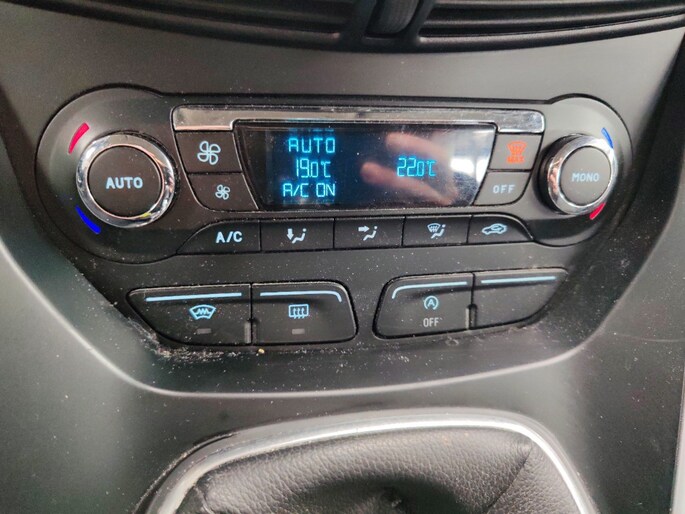 AUTO
19.0°C 22.0°C
A/C ON
AUTO
OFF
MONO
A/C
A
OFF